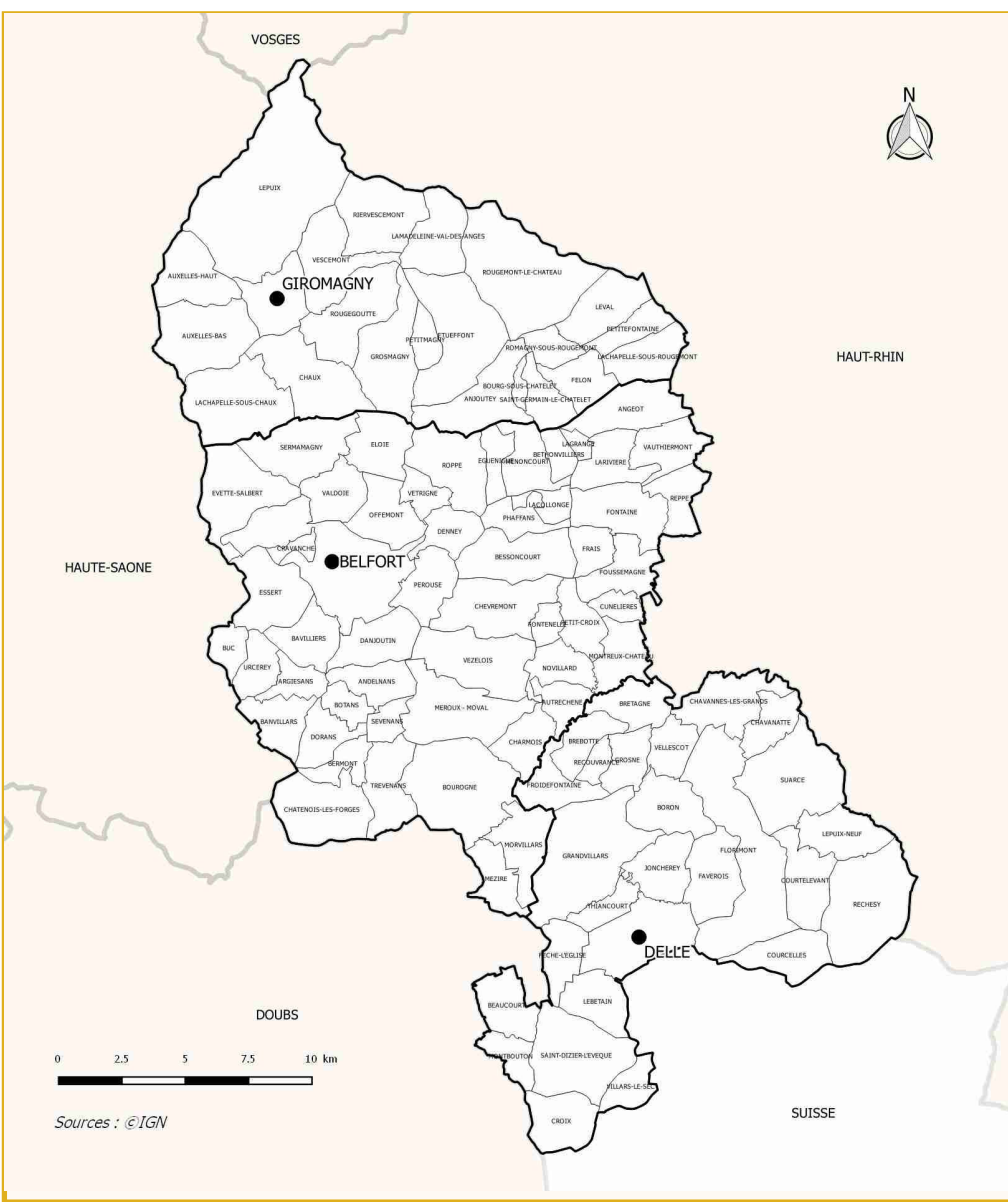 VOSGES
N
LEPUIX
RIERVESCEMONT
LAMADELEINE-VAL-DES-ANGES
VESCEMONT
AUXELLES-HAUT
ROUGEMONT-LE-CHATEAU
GIROMAGNY
LEVAL
ROUGEGOUTTE
PETITEFONTAINE
AUXELLES-BAS
ETUEFFONT
PETITMAGNY
ROMAGNY-SOUS-ROUGEMONT
GROSMAGNY
LACHAPELLE-SOUS-ROUGEMONT
HAUT-RHIN
CHAUX
FELON
BOURG-SOUS-CHATELET
ANJOUTEY
SAINT-GERMAIN-LE-CHATELET
LACHAPELLE-SOUS-CHAUX
ANGEOT
SERMAMAGNY
ELOIE
LAGRANGE
VAUTHIERMONT
BETHONVILLIERS
EGUENIGUE
MENONCOURT
LARIVIERE
ROPPE
EVETTE-SALBERT
VALDOIE
VETRIGNE
REPPE
LACOLLONGE
FONTAINE
OFFEMONT
PHAFFANS
DENNEY
CRAVANCHE
FRAIS
BESSONCOURT
BELFORT
HAUTE-SAONE
FOUSSEMAGNE
PEROUSE
ESSERT
CHEVREMONT
CUNELIERES
FONTENELLE
PETIT-CROIX
BAVILLIERS
DANJOUTIN
BUC
MONTREUX-CHATEAU
VEZELOIS
URCEREY
NOVILLARD
ARGIESANS
ANDELNANS
AUTRECHENE
BRETAGNE
CHAVANNES-LES-GRANDS
BOTANS
MEROUX - MOVAL
BANVILLARS
SEVENANS
CHAVANATTE
DORANS
CHARMOIS
BREBOTTE
VELLESCOT
GROSNE
RECOUVRANCE
BERMONT
SUARCE
TREVENANS
BOUROGNE
FROIDEFONTAINE
CHATENOIS-LES-FORGES
BORON
LEPUIX-NEUF
MORVILLARS
FLORIMONT
GRANDVILLARS
JONCHEREY
FAVEROIS
MEZIRE
COURTELEVANT
RECHESY
THIANCOURT
DELLE
FECHE-L'EGLISE
COURCELLES
BEAUCOURT
LEBETAIN
DOUBS
MONTBOUTON
SAINT-DIZIER-L'EVEQUE
0 2.5 5 7.5 10 km
VILLARS-LE-SEC
SUISSE
CROIX
Sources : ©IGN